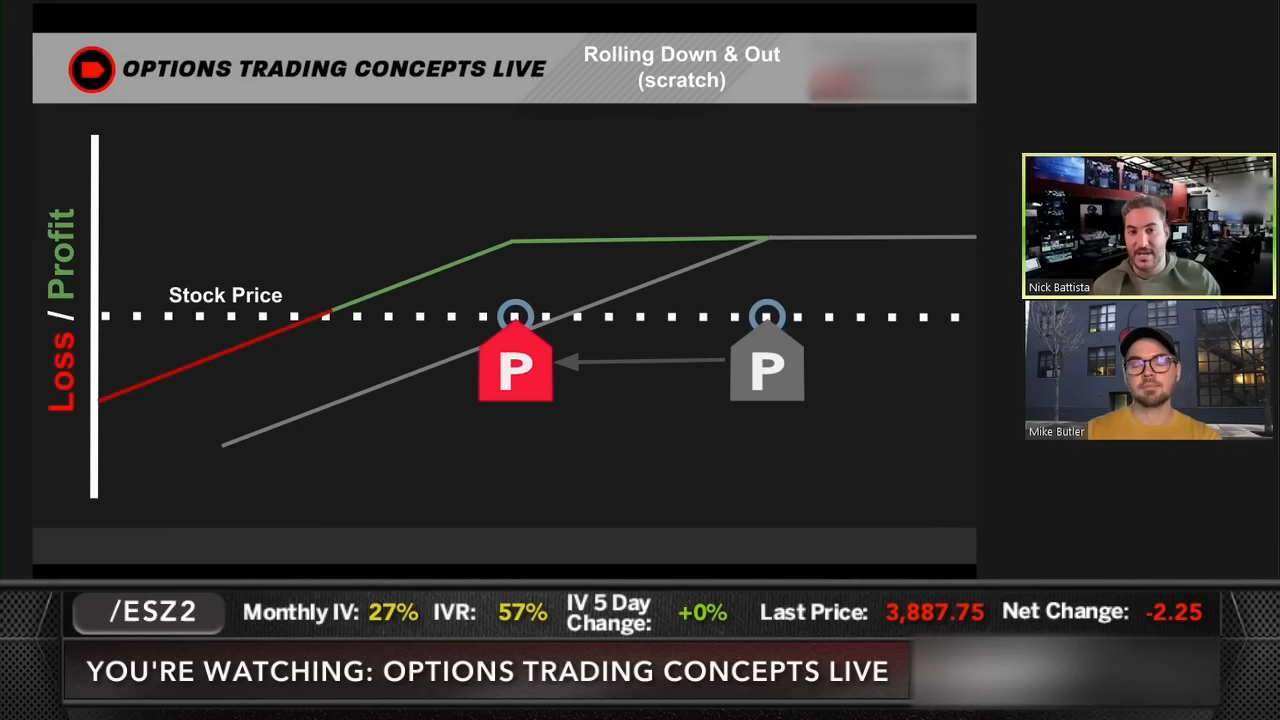 OPTIONS TRADING CONCEPTS LIVE
Rolling Down & Out
(scratch)
Loss / Profit
Stock Price
P
P
Nick Battista
Mike Butler
/ESZ2
Monthly IV: 27%
IVR: 57%
IV 5 Day
Change: +0%
Last Price: 3,887.75
Net Change: -2.25
YOU'RE WATCHING: OPTIONS TRADING CONCEPTS LIVE